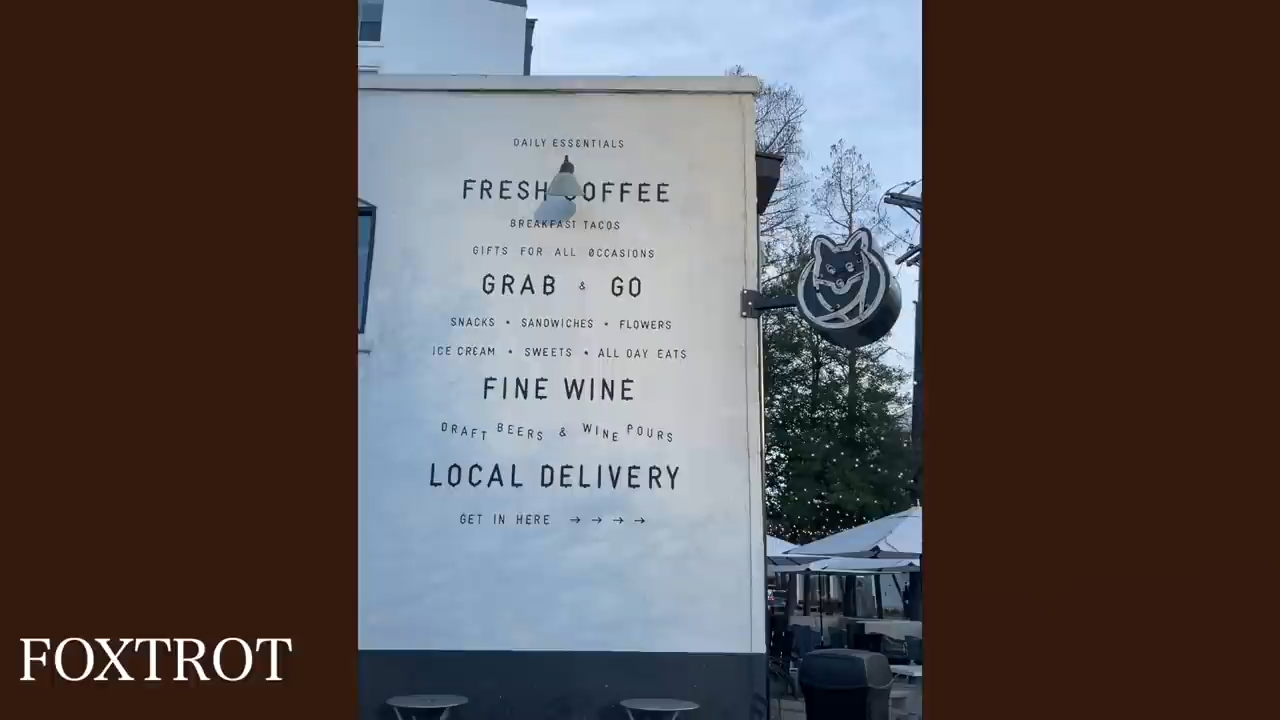 DAILY ESSENTIALS
FRESH COFFEE
BREAKFAST TACOS
GIFTS FOR ALL OCCASIONS
GRAB & GO
SNACKS • SANDWICHES • FLOWERS
ICE CREAM • SWEETS • ALL DAY EATS
FINE WINE
DRAFT BEERS & WINE POURS
LOCAL DELIVERY
GET IN HERE → → → →
FOXTROT